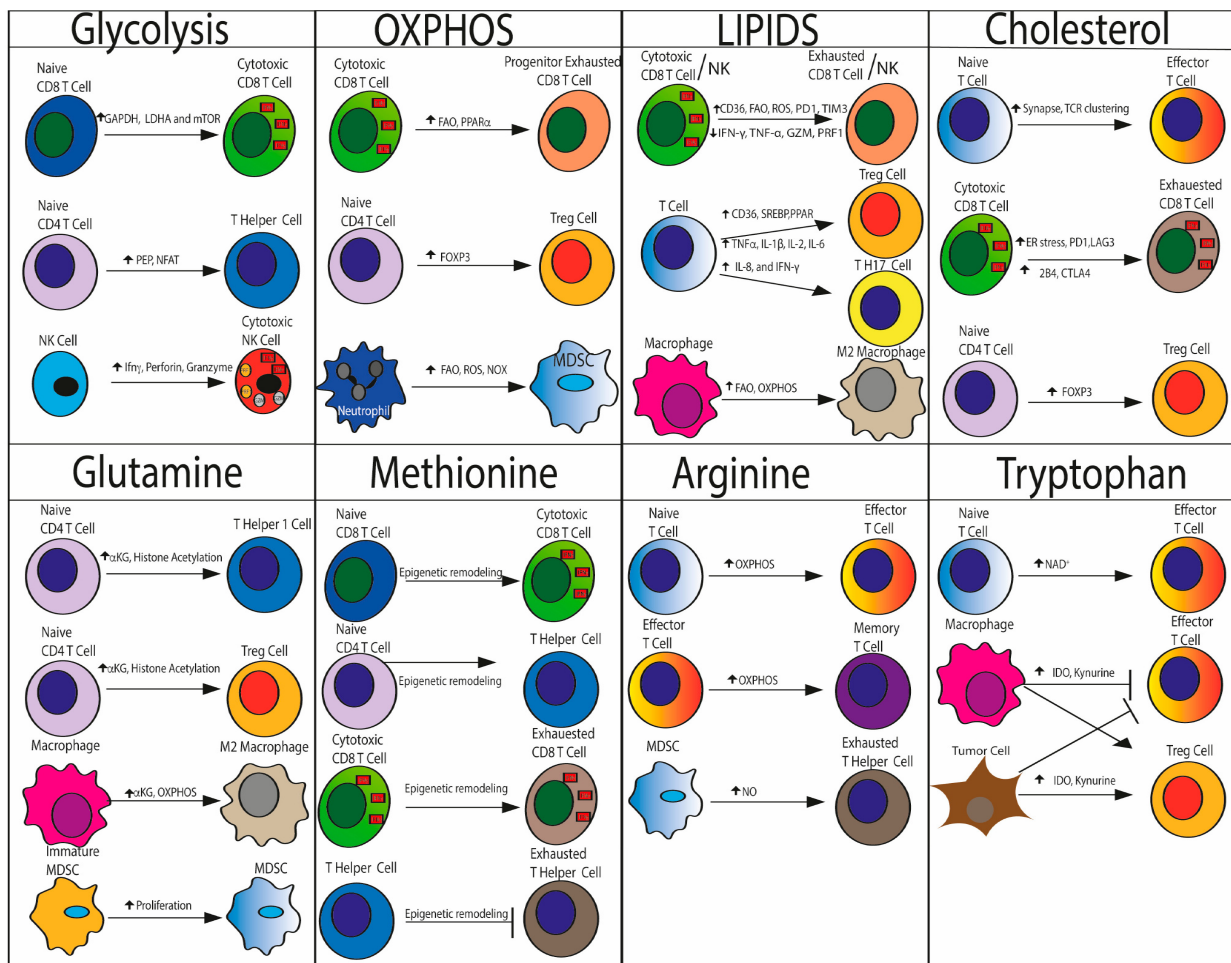 Glycolysis
Naive
CD8 T Cell
Cytotoxic
CD8 T Cell
↑GAPDH, LDHA and mTOR
Naive
CD4 T Cell
T Helper Cell
↑ PEP, NFAT
NK Cell
Cytotoxic
NK Cell
↑ Ifnγ, Perforin, Granzyme
OXPHOS
Cytotoxic
CD8 T Cell
Progenitor Exhausted
CD8 T Cell
↑ FAO, PPARα
Naive
CD4 T Cell
Treg Cell
↑ FOXP3
Neutrophil
MDSC
↑ FAO, ROS, NOX
LIPIDS
Cytotoxic
CD8 T Cell /NK
Exhausted
CD8 T Cell /NK
↑CD36, FAO, ROS, PD1, TIM3
↓IFN-γ, TNF-α, GZM, PRF1
T Cell
Treg Cell
↑ CD36, SREBP,PPAR
↑ TNFα, IL-1β, IL-2, IL-6
↑ IL-8, and IFN-γ
T H17 Cell
Macrophage
M2 Macrophage
↑ FAO, OXPHOS
Cholesterol
Naive
T Cell
Effector
T Cell
↑ Synapse, TCR clustering
Cytotoxic
CD8 T Cell
Exhausted
CD8 T Cell
↑ER stress, PD1,LAG3
↑ 2B4, CTLA4
Naive
CD4 T Cell
Treg Cell
↑ FOXP3
Glutamine
Naive
CD4 T Cell
T Helper 1 Cell
↑αKG, Histone Acetylation
Naive
CD4 T Cell
Treg Cell
↑αKG, Histone Acetylation
Macrophage
M2 Macrophage
↑αKG, OXPHOS
Immature
MDSC
MDSC
↑ Proliferation
Methionine
Naive
CD8 T Cell
Cytotoxic
CD8 T Cell
Epigenetic remodeling
Naive
CD4 T Cell
T Helper Cell
Epigenetic remodeling
Cytotoxic
CD8 T Cell
Exhausted
CD8 T Cell
Epigenetic remodeling
T Helper Cell
Exhausted
T Helper Cell
Epigenetic remodeling
Arginine
Naive
T Cell
Effector
T Cell
↑OXPHOS
Effector
T Cell
Memory
T Cell
↑OXPHOS
MDSC
Exhausted
T Helper Cell
↑NO
Tryptophan
Naive
T Cell
Effector
T Cell
↑NAD⁺
Macrophage
Effector
T Cell
↑ IDO, Kynurine
Tumor Cell
Treg Cell
↑ IDO, Kynurine